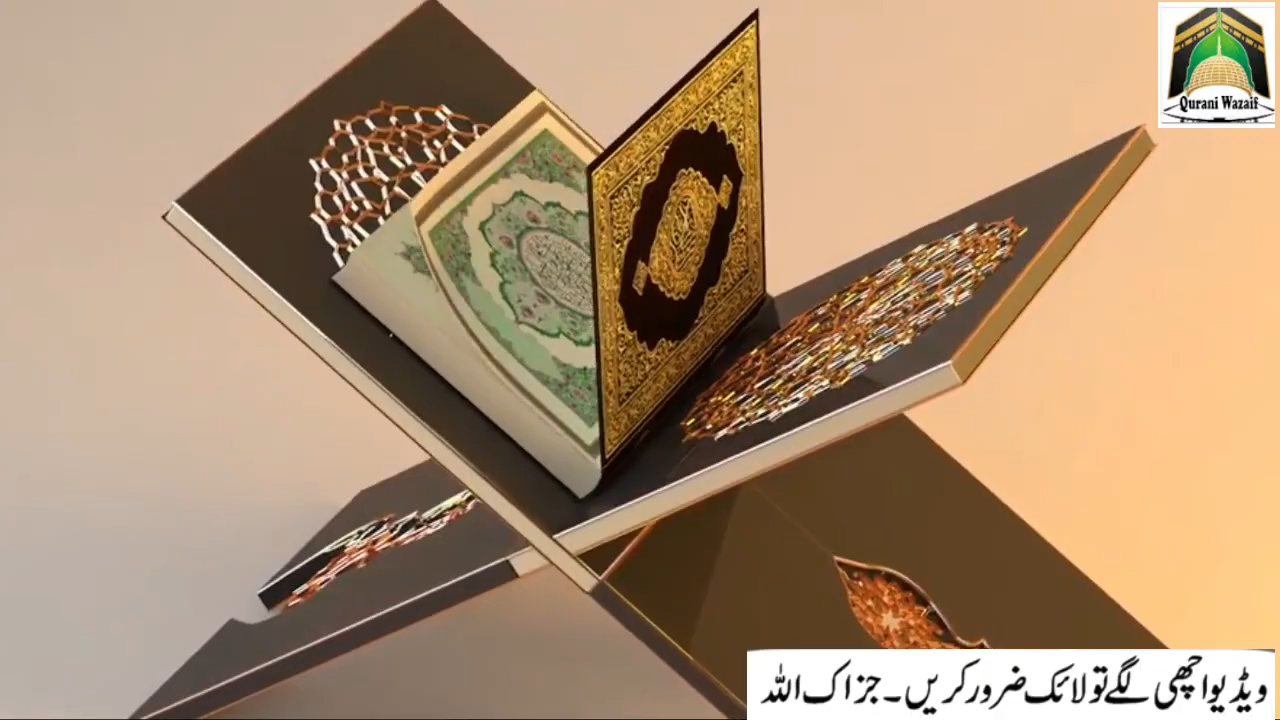 Qurani Wazaif
ویڈیو اچھی لگے تو لائک ضرور کریں۔ جزاک اللہ